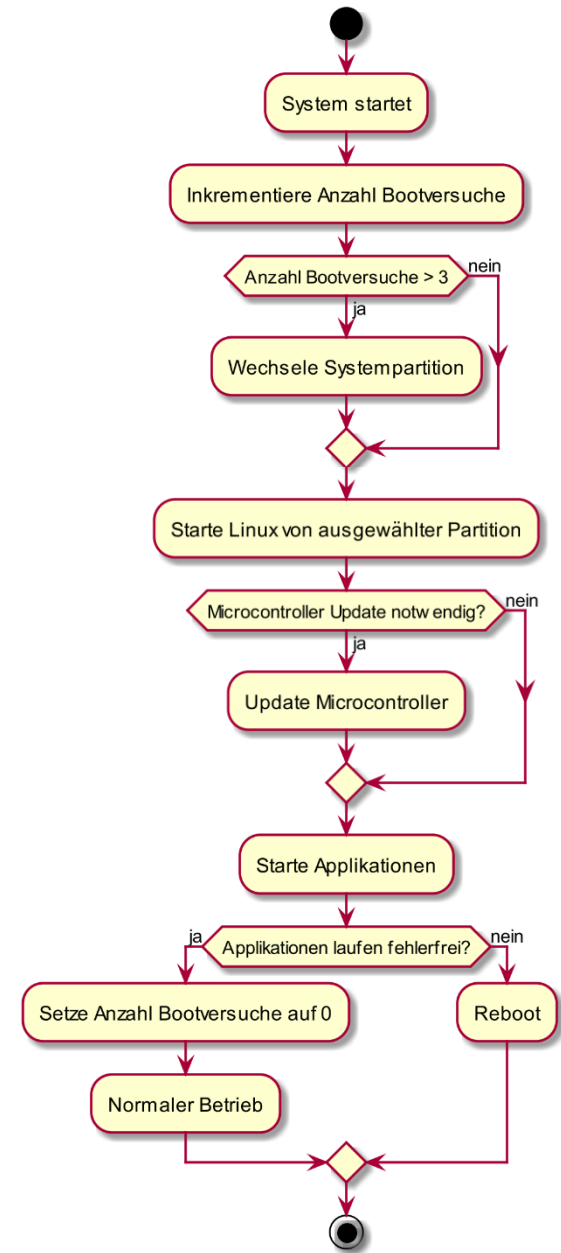 System startet
Inkrementiere Anzahl Bootversuche
Anzahl Bootversuche > 3
nein
ja
Wechsele Systempartition
Starte Linux von ausgewählter Partition
Microcontroller Update notwendig?
nein
ja
Update Microcontroller
Starte Applikationen
ja
Applikationen laufen fehlerfrei?
nein
Setze Anzahl Bootversuche auf 0
Reboot
Normaler Betrieb